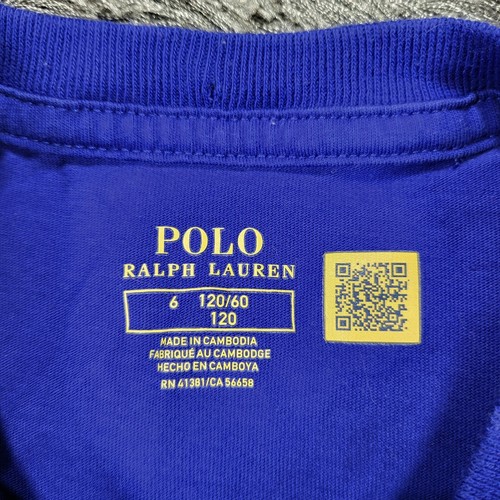 POLO
RALPH LAUREN
6 120/60
120
MADE IN CAMBODIA
FABRIQUÉ AU CAMBODGE
HECHO EN CAMBOYA
RN 41381/CA 56658